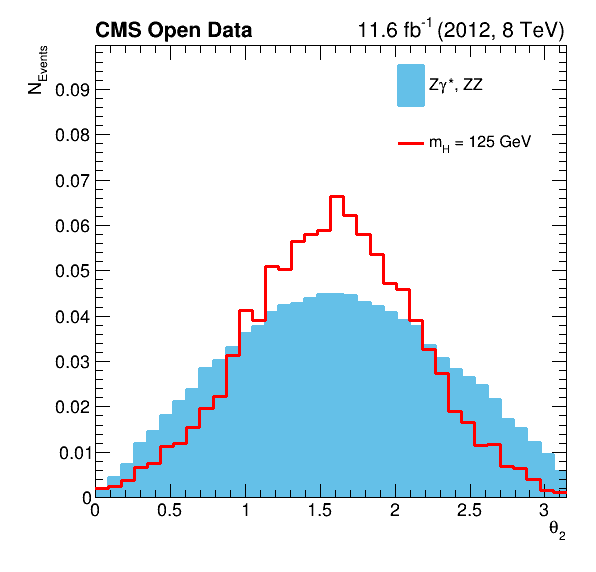 CMS Open Data 11.6 fb⁻¹ (2012, 8 TeV)
N_Events
0.09
0.08
0.07
0.06
0.05
0.04
0.03
0.02
0.01
0
Zγ*, ZZ
m_H = 125 GeV
0 0.5 1 1.5 2 2.5 3
θ₂